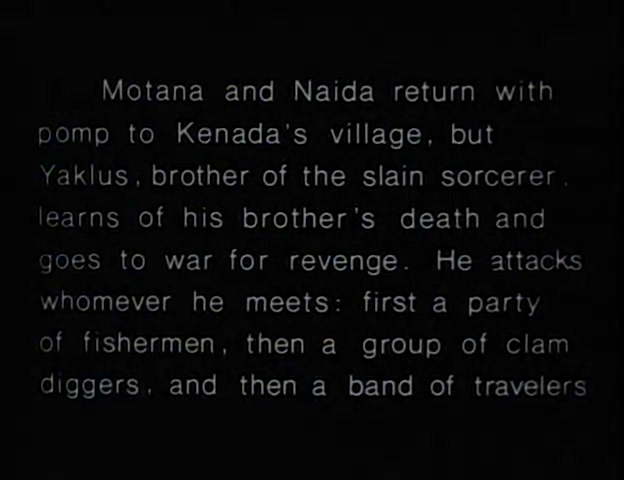 Motana and Naida return with
pomp to Kenada's village, but
Yaklus, brother of the slain sorcerer,
learns of his brother's death and
goes to war for revenge. He attacks
whomever he meets: first a party
of fishermen, then a group of clam
diggers, and then a band of travelers